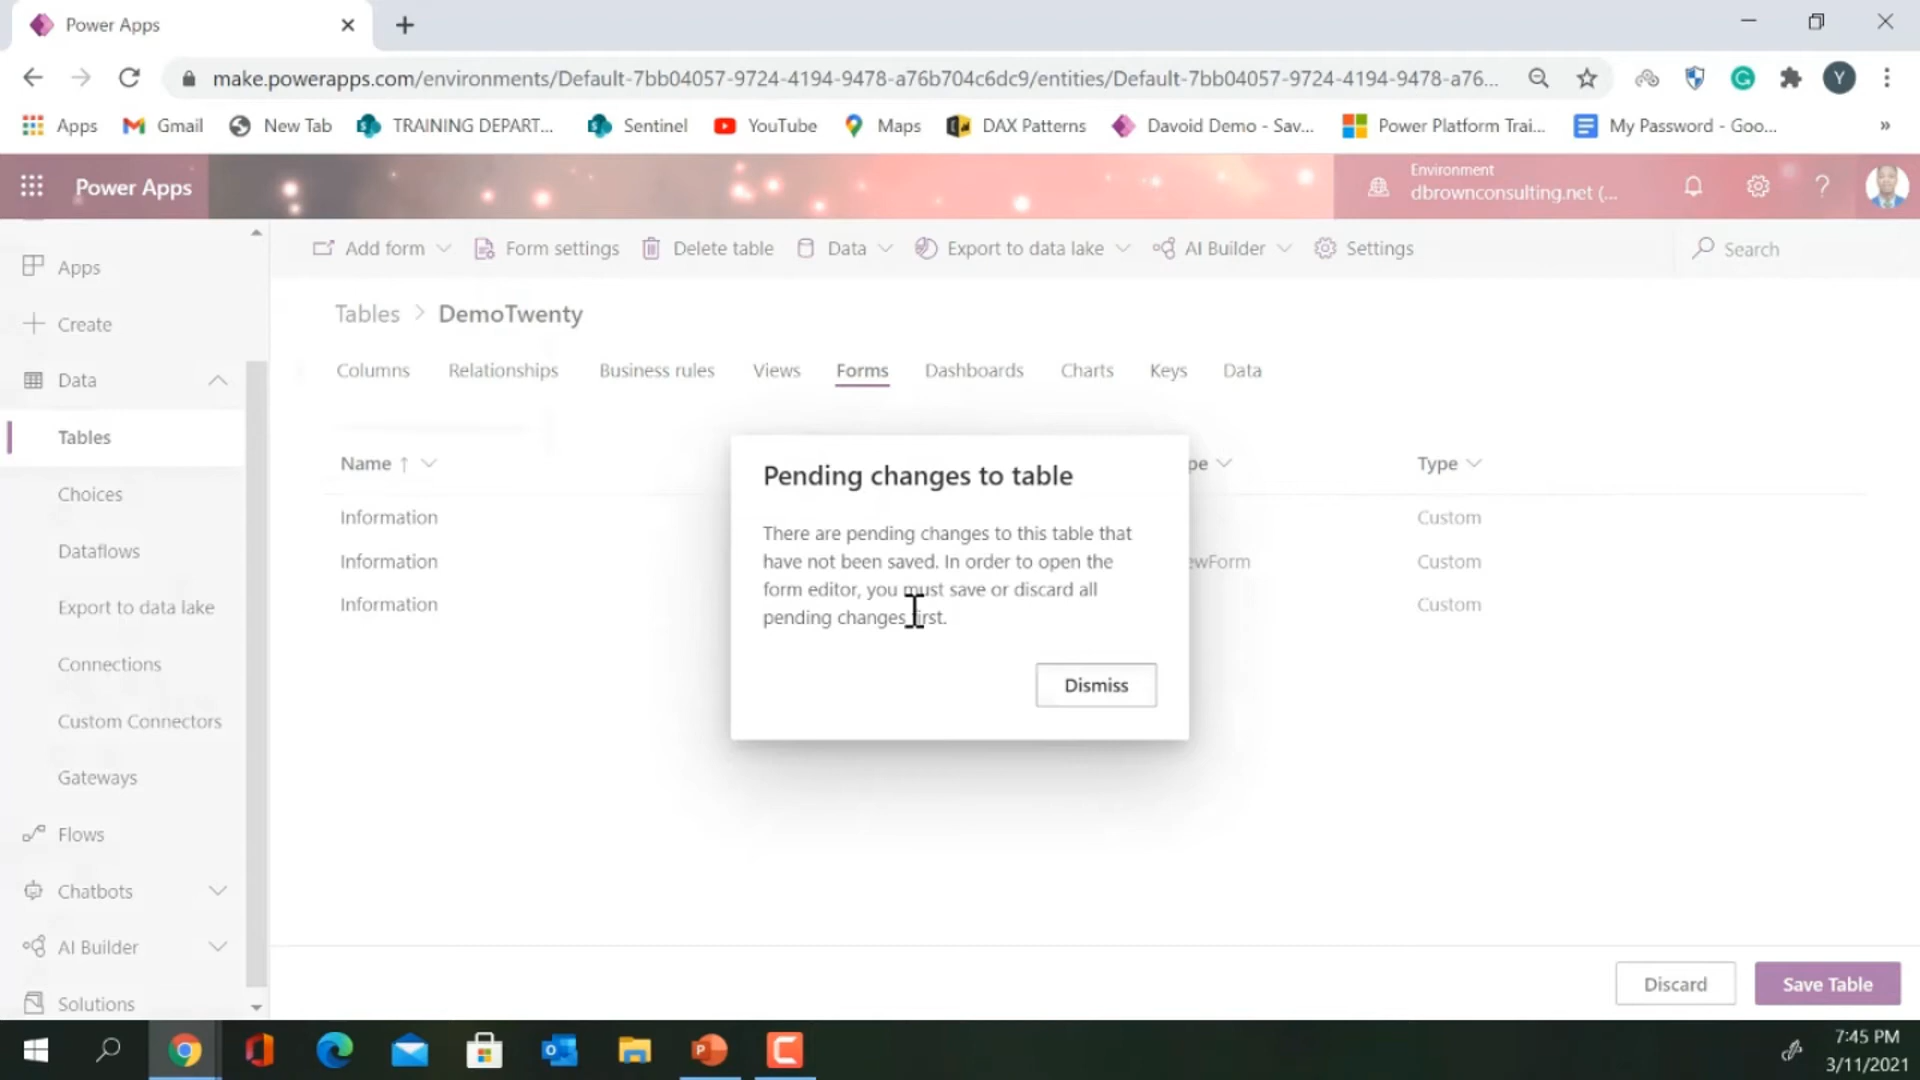 Power Apps
make.powerapps.com/environments/Default-7bb04057-9724-4194-9478-a76b704c6dc9/entities/Default-7bb04057-9724-4194-9478-a76...
Y
Apps Gmail New Tab TRAINING DEPART... Sentinel YouTube Maps DAX Patterns Davoid Demo - Sav... Power Platform Trai... My Password - Goo... »
Power Apps
Environment
dbrownconsulting.net (...
?
Apps
Create
Data
Tables
Choices
Dataflows
Export to data lake
Connections
Custom Connectors
Gateways
Flows
Chatbots
AI Builder
Solutions
Add form Form settings Delete table Data Export to data lake AI Builder Settings Search
Tables > DemoTwenty
Columns Relationships Business rules Views Forms Dashboards Charts Keys Data
Name ↑ pe Type
Information Custom
Information ewForm Custom
Information Custom
Pending changes to table
There are pending changes to this table that
have not been saved. In order to open the
form editor, you must save or discard all
pending changes first.
Dismiss
Discard Save Table
7:45 PM
3/11/2021